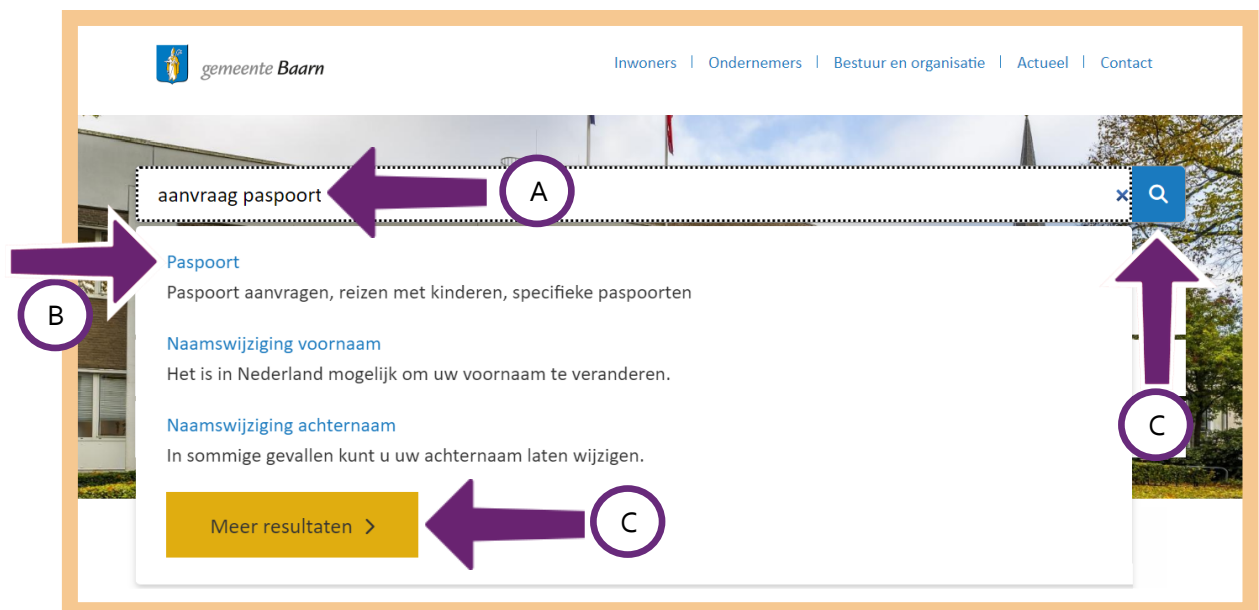 gemeente Baarn
Inwoners | Ondernemers | Bestuur en organisatie | Actueel | Contact
aanvraag paspoort
A
B
Paspoort
Paspoort aanvragen, reizen met kinderen, specifieke paspoorten
Naamswijziging voornaam
Het is in Nederland mogelijk om uw voornaam te veranderen.
Naamswijziging achternaam
In sommige gevallen kunt u uw achternaam laten wijzigen.
C
Meer resultaten >
C